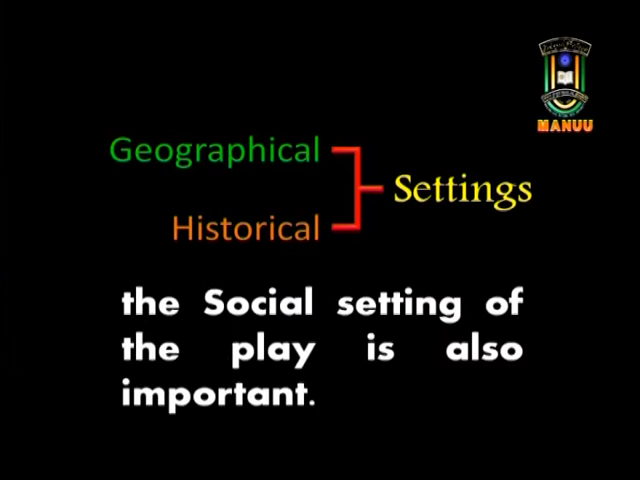 MANUU
Geographical
Settings
Historical
the Social setting of
the play is also
important.